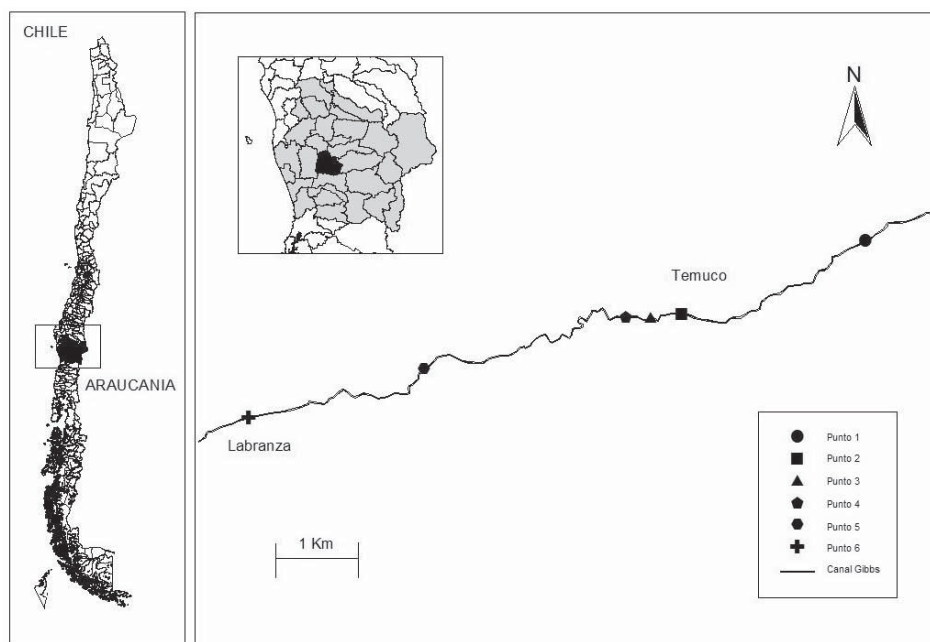 CHILE
ARAUCANIA
N
Temuco
Labranza
1 Km
Punto 1
Punto 2
Punto 3
Punto 4
Punto 5
Punto 6
Canal Gibbs